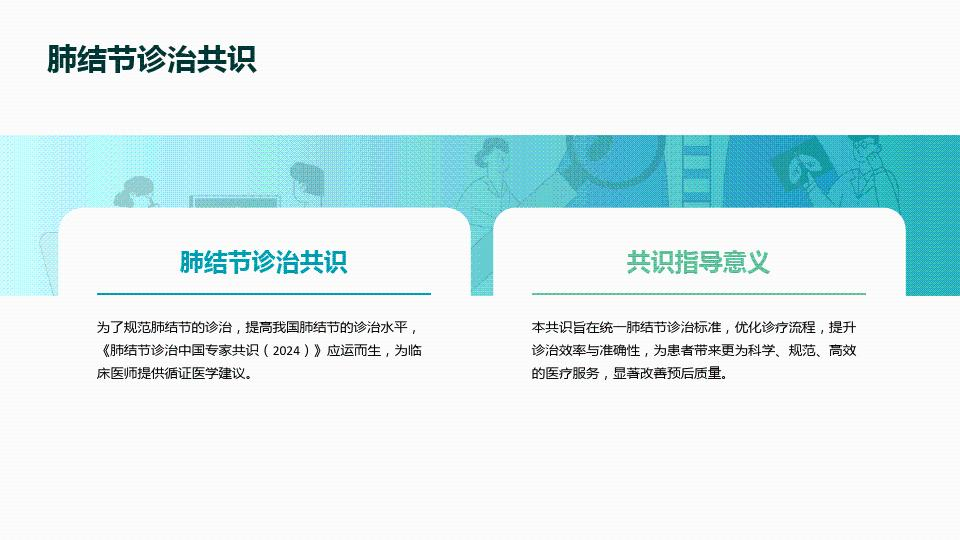 肺结节诊治共识
肺结节诊治共识
为了规范肺结节的诊治，提高我国肺结节的诊治水平，
《肺结节诊治中国专家共识（2024）》应运而生，为临
床医师提供循证医学建议。
共识指导意义
本共识旨在统一肺结节诊治标准，优化诊疗流程，提升
诊治效率与准确性，为患者带来更为科学、规范、高效
的医疗服务，显著改善预后质量。